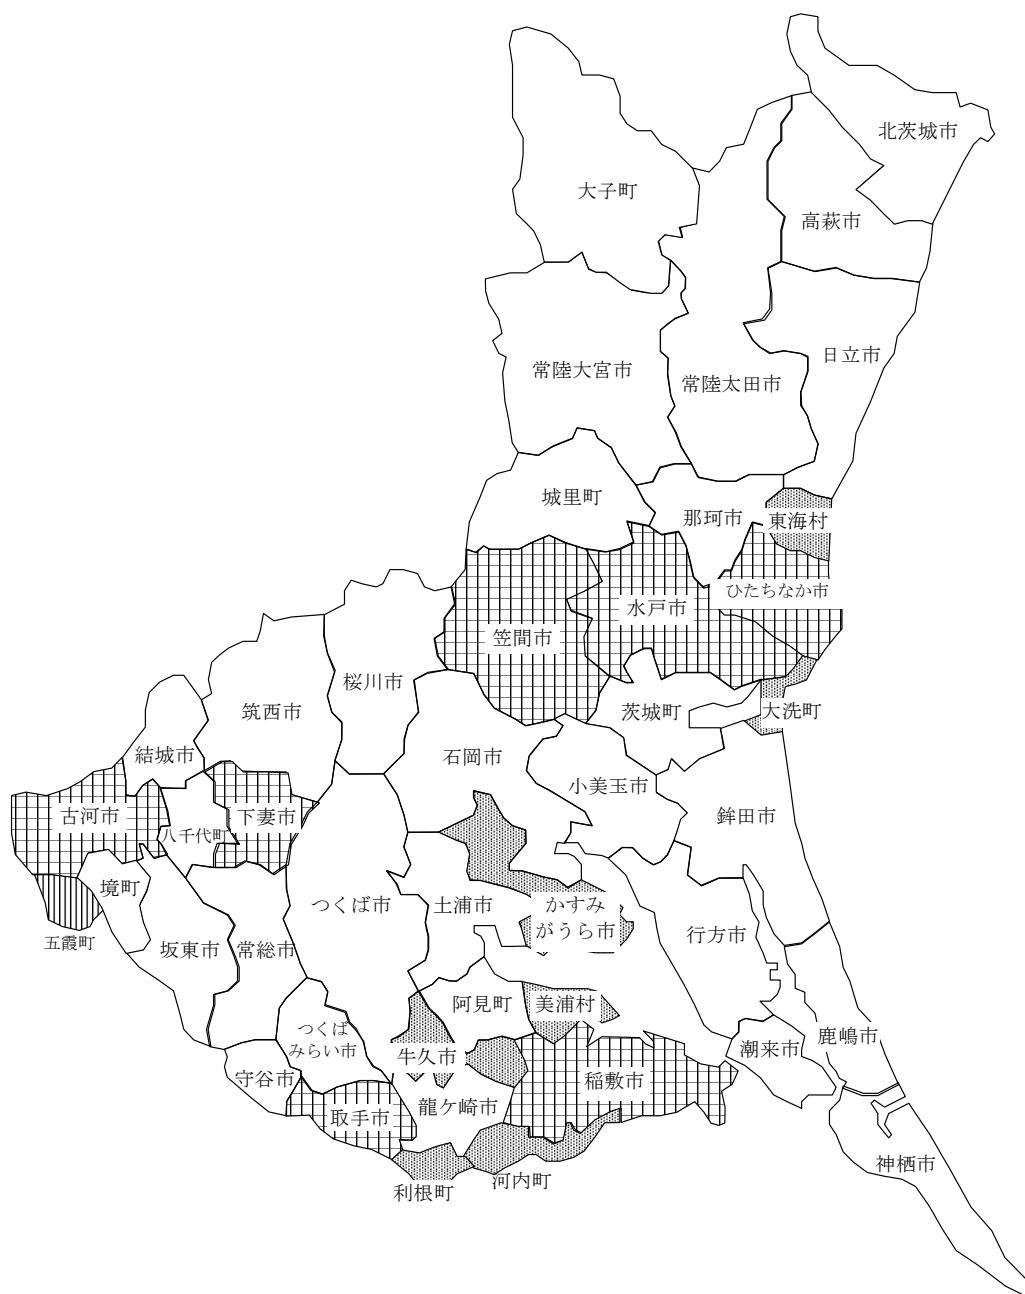 北茨城市
大子町
高萩市
日立市
常陸大宮市
常陸太田市
城里町
那珂市
東海村
ひたちなか市
水戸市
笠間市
桜川市
筑西市
茨城町
大洗町
結城市
石岡市
小美玉市
古河市
下妻市
八千代町
鉾田市
境町
つくば市
土浦市
かすみ
がうら市
行方市
五霞町
坂東市
常総市
阿見町
美浦村
つくば
みらい市
鹿嶋市
潮来市
牛久市
守谷市
稲敷市
龍ケ崎市
取手市
神栖市
河内町
利根町